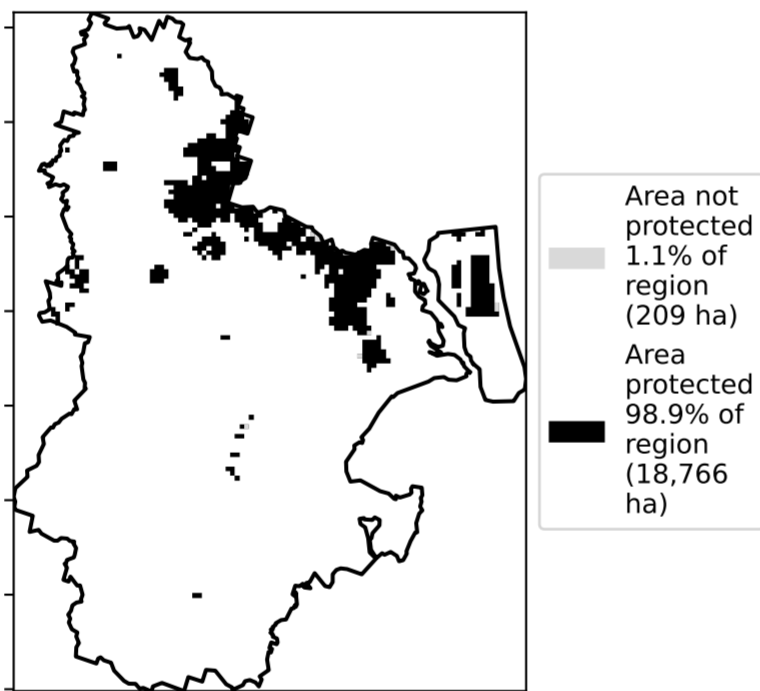 Area not
protected
1.1% of
region
(209 ha)
Area
protected
98.9% of
region
(18,766
ha)